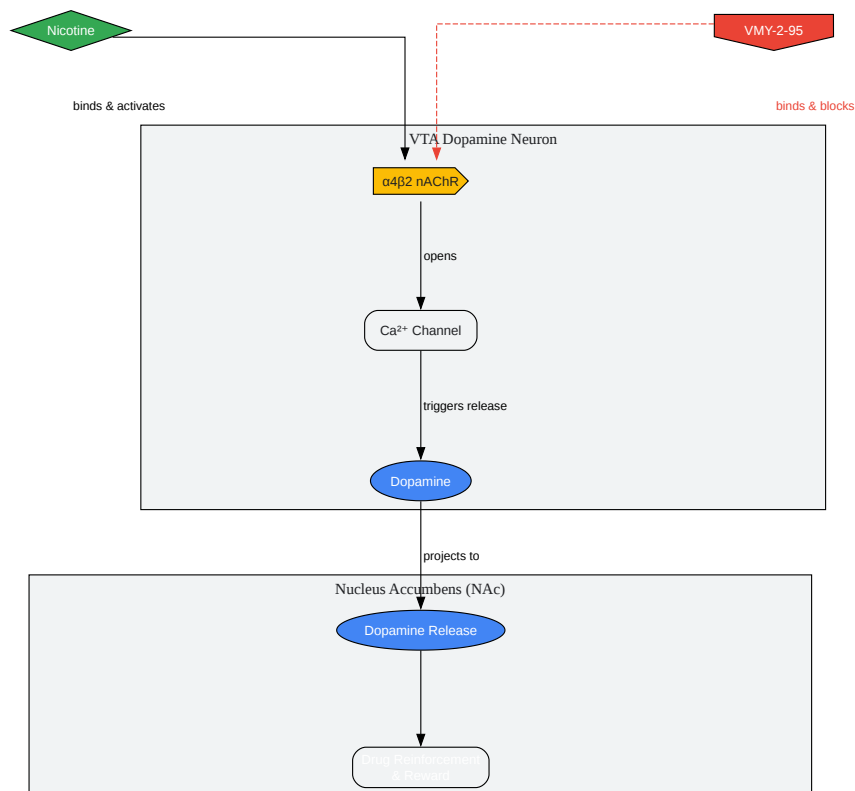 Nicotine
VMY-2-95
binds & activates
binds & blocks
VTA Dopamine Neuron
α4β2 nAChR
opens
Ca²⁺ Channel
triggers release
Dopamine
projects to
Nucleus Accumbens (NAc)
Dopamine Release
Drug Reinforcement
& Reward